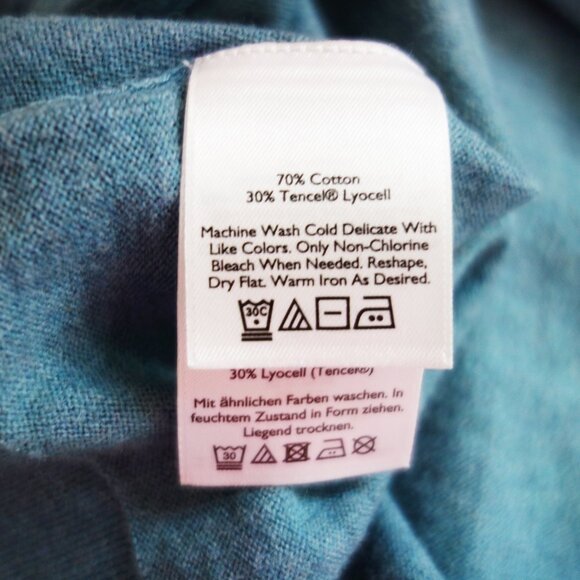 70% Cotton
30% Tencel® Lyocell
Machine Wash Cold Delicate With
Like Colors. Only Non-Chlorine
Bleach When Needed. Reshape,
Dry Flat. Warm Iron As Desired.
30C
30% Lyocell (Tencel®)
Mit ähnlichen Farben waschen. In
feuchtem Zustand in Form ziehen.
Liegend trocknen.
30